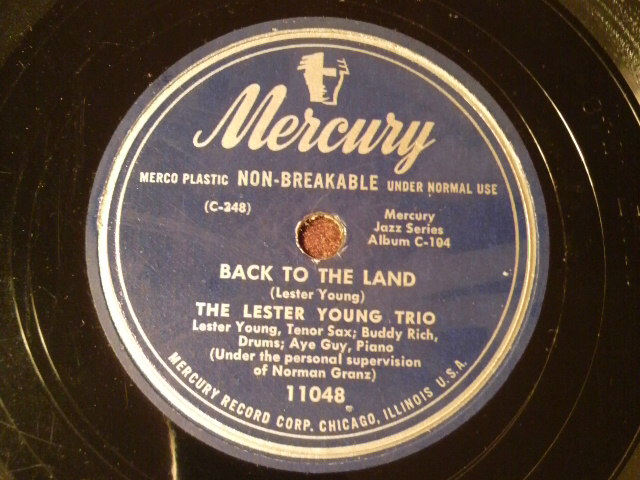 Mercury
MERCO PLASTIC NON-BREAKABLE UNDER NORMAL USE
(C-348)
Mercury
Jazz Series
Album C-104
BACK TO THE LAND
(Lester Young)
THE LESTER YOUNG TRIO
Lester Young, Tenor Sax; Buddy Rich,
Drums; Aye Guy, Piano
(Under the personal supervision
of Norman Granz)
11048
MERCURY RECORD CORP. CHICAGO, ILLINOIS U.S.A.